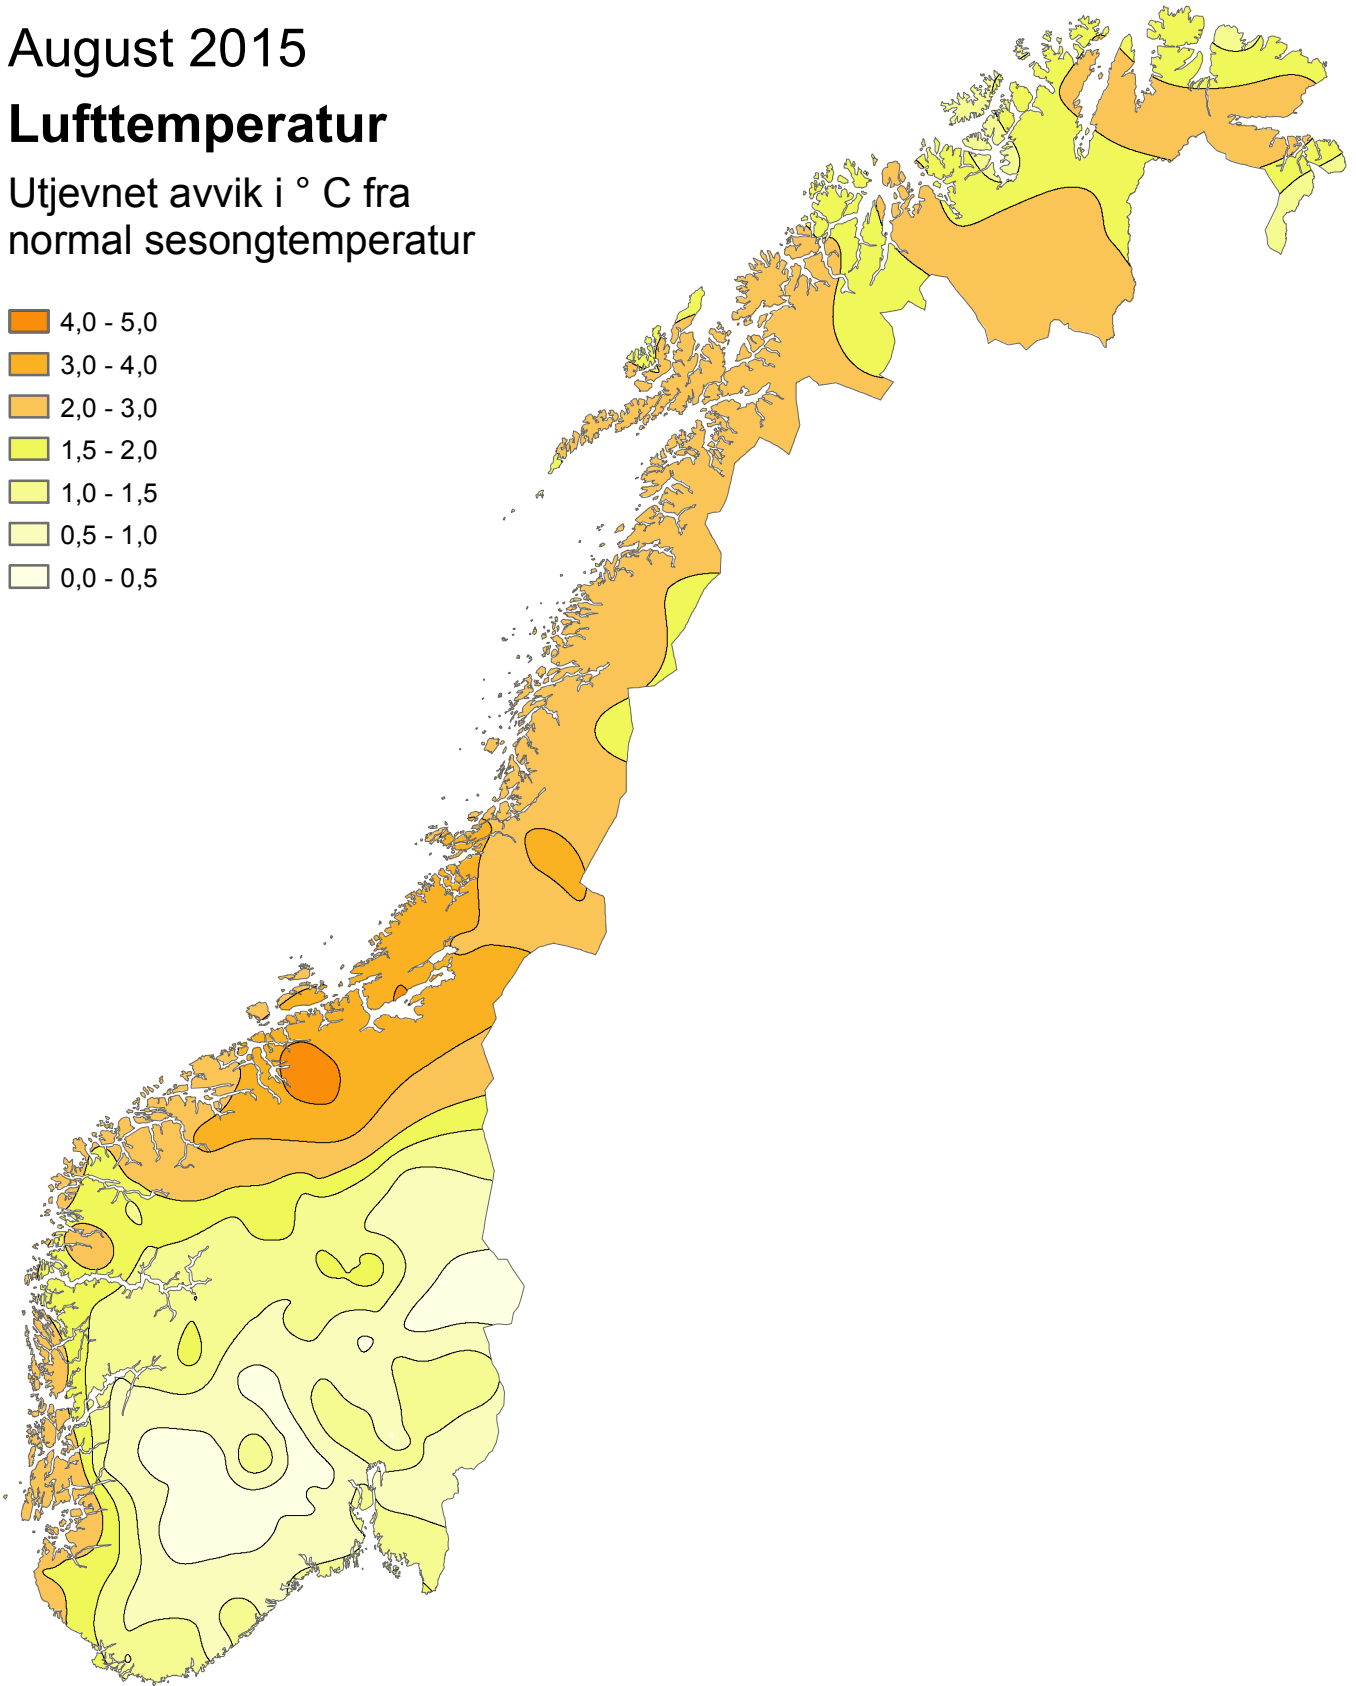 August 2015
Lufttemperatur
Utjevnet avvik i ° C fra
normal sesongtemperatur
4,0 - 5,0
3,0 - 4,0
2,0 - 3,0
1,5 - 2,0
1,0 - 1,5
0,5 - 1,0
0,0 - 0,5